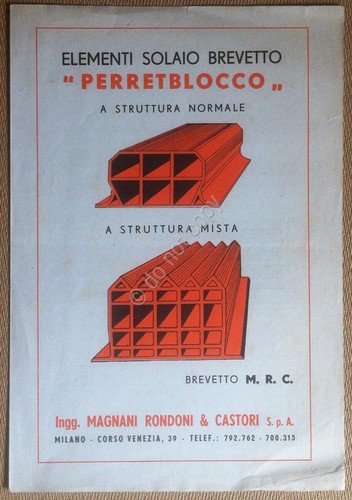 ELEMENTI SOLAIO BREVETTO
"PERRETBLOCCO"
A STRUTTURA NORMALE
A STRUTTURA MISTA
BREVETTO M. R. C.
Ingg. MAGNANI RONDONI & CASTORI S. p. A.
MILANO - CORSO VENEZIA, 39 - TELEF.: 792.762 - 700.315